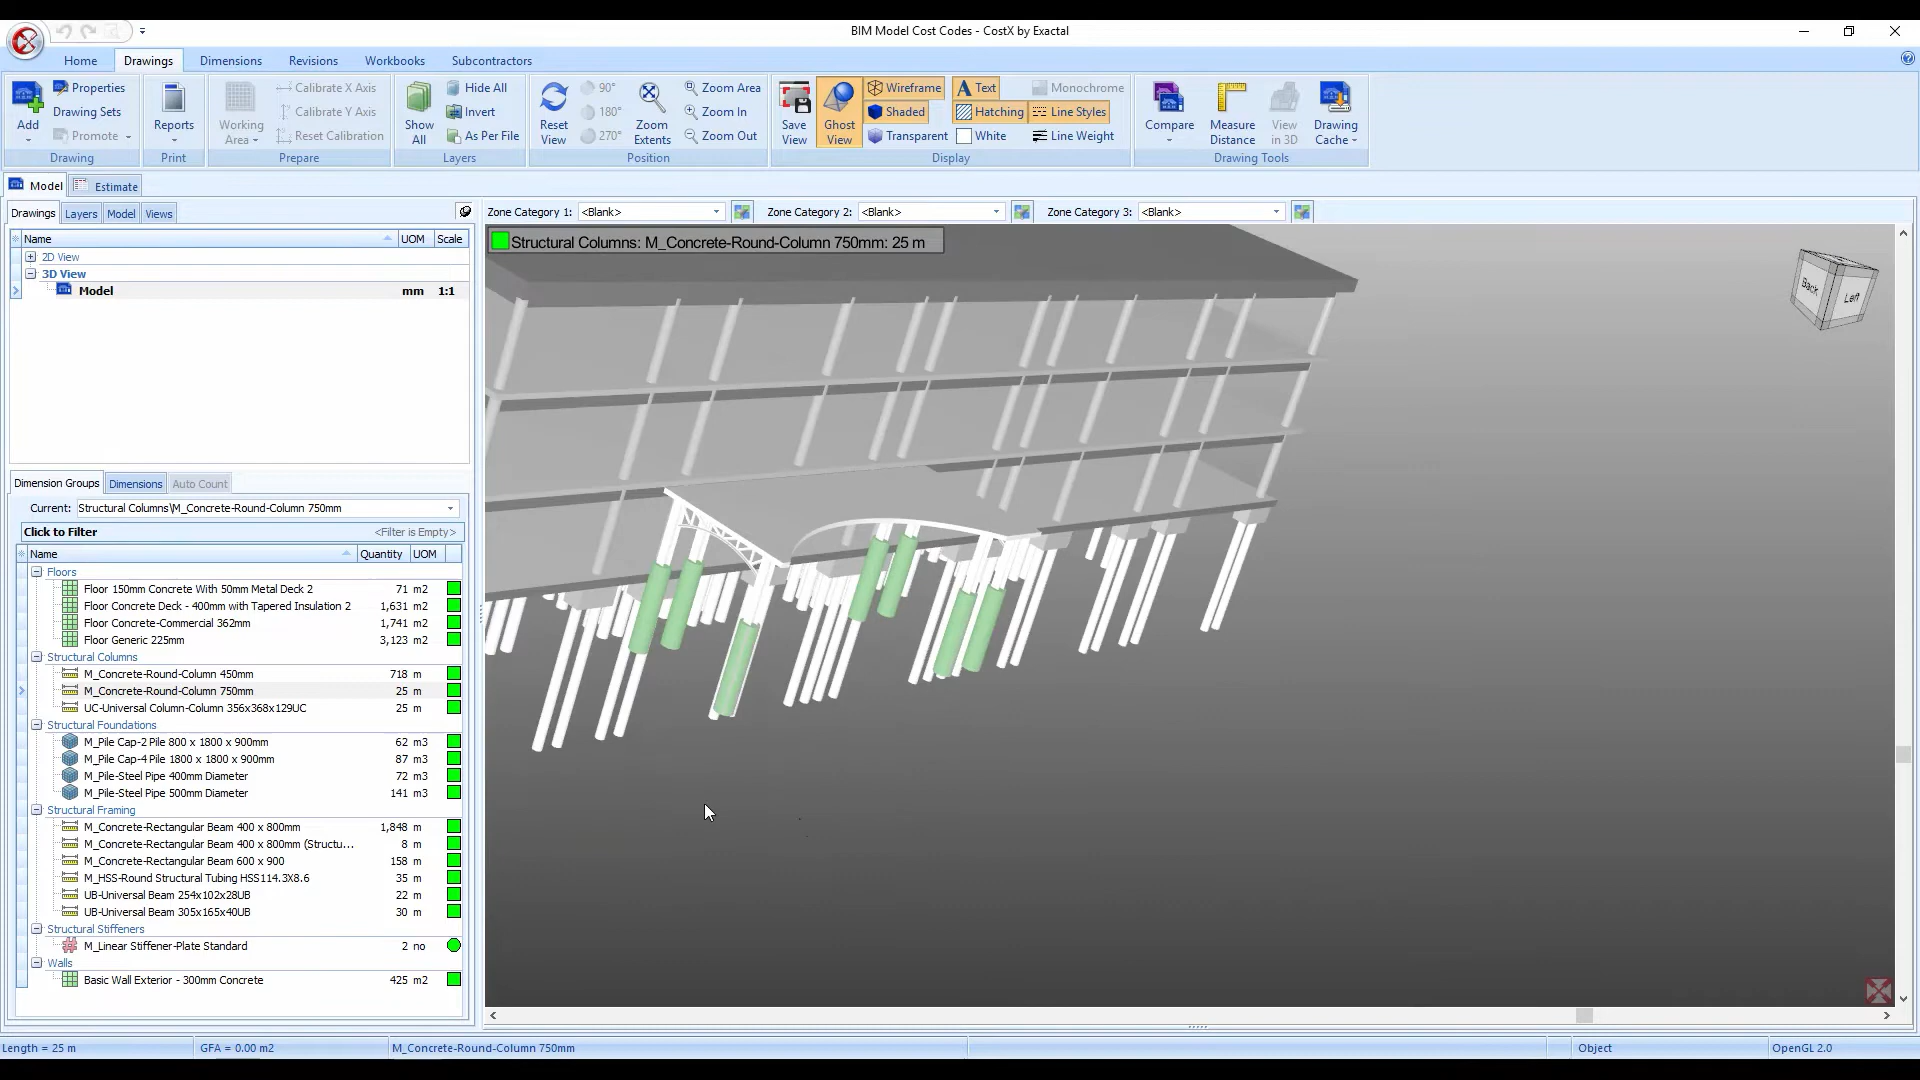 BIM Model Cost Codes - CostX by Exactal
Home Drawings Dimensions Revisions Workbooks Subcontractors
Add Properties Drawing Sets Promote Drawing
Reports Print
Working Area Calibrate X Axis Calibrate Y Axis Reset Calibration Prepare
Show All Hide All Invert As Per File Layers
Reset View 90° 180° 270° Zoom Extents Zoom Area Zoom In Zoom Out Position
Save View Ghost View Wireframe Shaded Transparent Text Hatching White Monochrome Line Styles Line Weight Display
Compare Measure Distance View in 3D Drawing Cache Drawing Tools
Model Estimate
Drawings Layers Model Views
Zone Category 1: <Blank> Zone Category 2: <Blank> Zone Category 3: <Blank>
Name UOM Scale
2D View
3D View
Model mm 1:1
Structural Columns: M_Concrete-Round-Column 750mm: 25 m
Back Left
Dimension Groups Dimensions Auto Count
Current: Structural Columns\M_Concrete-Round-Column 750mm
Click to Filter <Filter is Empty>
Name Quantity UOM
Floors
Floor 150mm Concrete With 50mm Metal Deck 2 71 m2
Floor Concrete Deck - 400mm with Tapered Insulation 2 1,631 m2
Floor Concrete-Commercial 362mm 1,741 m2
Floor Generic 225mm 3,123 m2
Structural Columns
M_Concrete-Round-Column 450mm 718 m
M_Concrete-Round-Column 750mm 25 m
UC-Universal Column-Column 356x368x129UC 25 m
Structural Foundations
M_Pile Cap-2 Pile 800 x 1800 x 900mm 62 m3
M_Pile Cap-4 Pile 1800 x 1800 x 900mm 87 m3
M_Pile-Steel Pipe 400mm Diameter 72 m3
M_Pile-Steel Pipe 500mm Diameter 141 m3
Structural Framing
M_Concrete-Rectangular Beam 400 x 800mm 1,848 m
M_Concrete-Rectangular Beam 400 x 800mm (Structu... 8 m
M_Concrete-Rectangular Beam 600 x 900 158 m
M_HSS-Round Structural Tubing HSS114.3X8.6 35 m
UB-Universal Beam 254x102x28UB 22 m
UB-Universal Beam 305x165x40UB 30 m
Structural Stiffeners
M_Linear Stiffener-Plate Standard 2 no
Walls
Basic Wall Exterior - 300mm Concrete 425 m2
Length = 25 m GFA = 0.00 m2 M_Concrete-Round-Column 750mm Object OpenGL 2.0